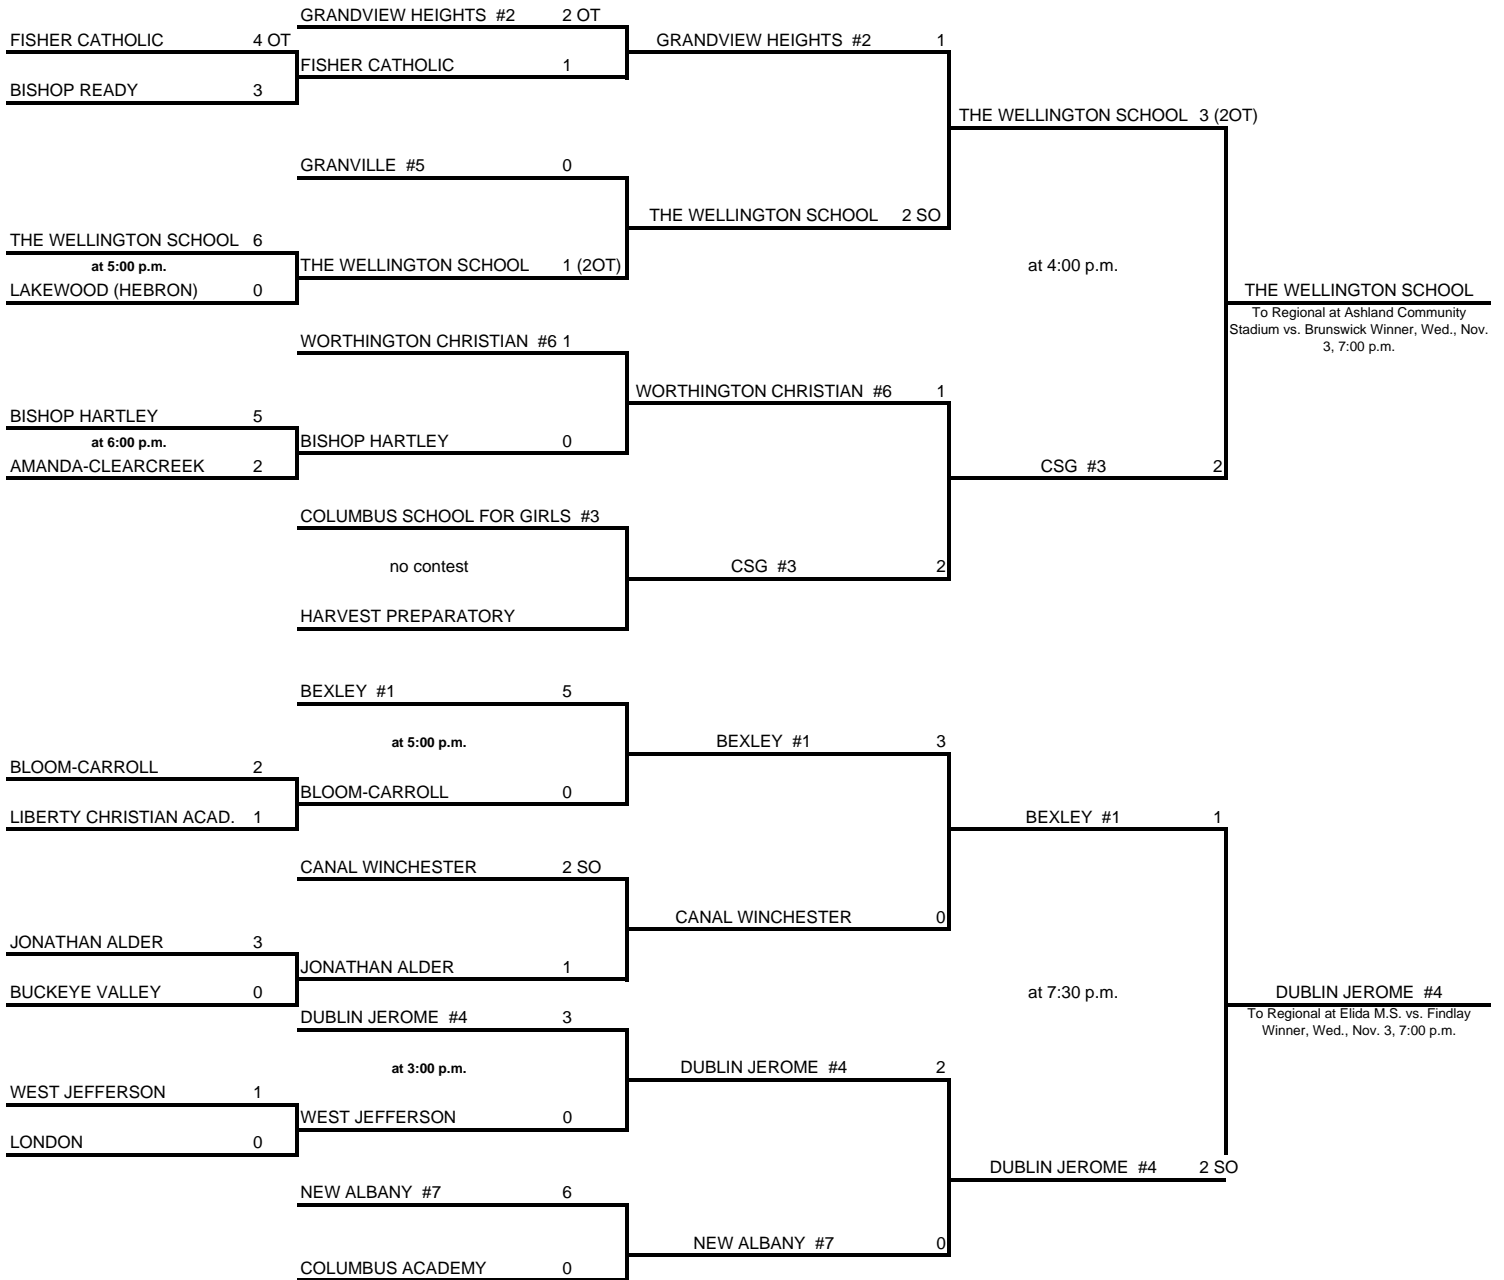 GRANDVIEW HEIGHTS #2 2 OT
FISHER CATHOLIC 4 OT
GRANDVIEW HEIGHTS #2 1
FISHER CATHOLIC 1
BISHOP READY 3
THE WELLINGTON SCHOOL 3 (2OT)
GRANVILLE #5 0
THE WELLINGTON SCHOOL 2 SO
THE WELLINGTON SCHOOL 6
at 5:00 p.m.
THE WELLINGTON SCHOOL 1 (2OT)
at 4:00 p.m.
LAKEWOOD (HEBRON) 0
THE WELLINGTON SCHOOL
To Regional at Ashland Community
Stadium vs. Brunswick Winner, Wed., Nov.
3, 7:00 p.m.
WORTHINGTON CHRISTIAN #6 1
WORTHINGTON CHRISTIAN #6 1
BISHOP HARTLEY 5
at 6:00 p.m.
BISHOP HARTLEY 0
AMANDA-CLEARCREEK 2
CSG #3 2
COLUMBUS SCHOOL FOR GIRLS #3
no contest
CSG #3 2
HARVEST PREPARATORY
BEXLEY #1 5
at 5:00 p.m.
BEXLEY #1 3
BLOOM-CARROLL 2
BLOOM-CARROLL 0
LIBERTY CHRISTIAN ACAD. 1
BEXLEY #1 1
CANAL WINCHESTER 2 SO
CANAL WINCHESTER 0
JONATHAN ALDER 3
JONATHAN ALDER 1
BUCKEYE VALLEY 0
at 7:30 p.m.
DUBLIN JEROME #4
To Regional at Elida M.S. vs. Findlay
Winner, Wed., Nov. 3, 7:00 p.m.
DUBLIN JEROME #4 3
at 3:00 p.m.
DUBLIN JEROME #4 2
WEST JEFFERSON 1
WEST JEFFERSON 0
LONDON 0
DUBLIN JEROME #4 2 SO
NEW ALBANY #7 6
NEW ALBANY #7 0
COLUMBUS ACADEMY 0